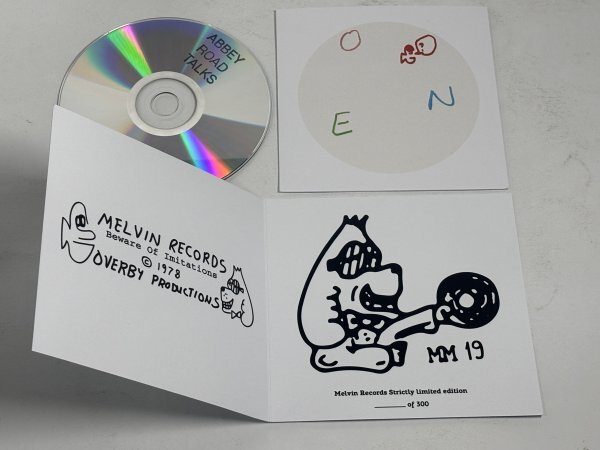 ABBEY
ROAD
TALKS
O
N
E
MELVIN RECORDS
Beware Of Imitations
© 1978
OVERBY PRODUCTIONS
MM 19
Melvin Records Strictly limited edition
______ of 300